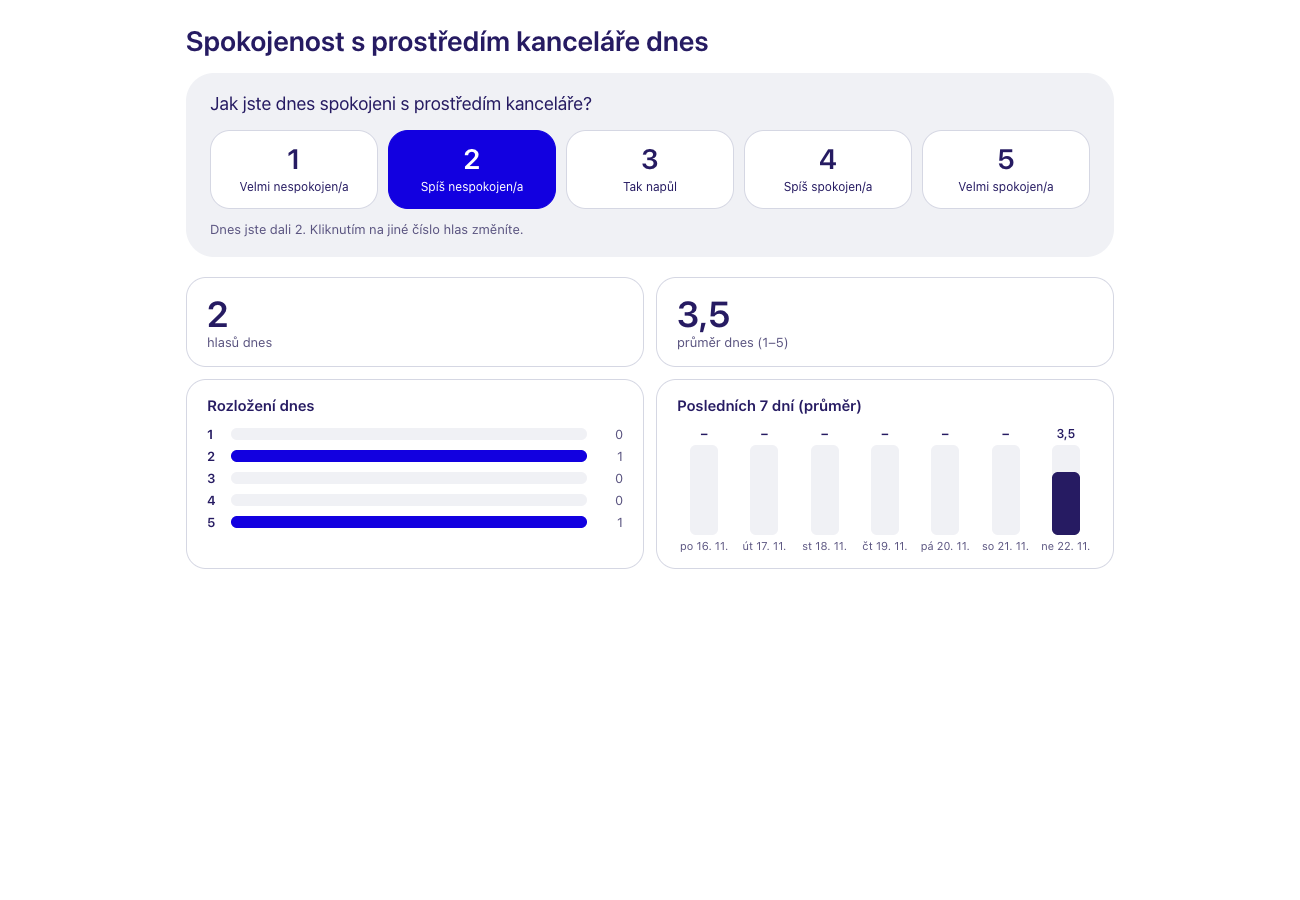 Spokojenost s prostředím kanceláře dnes
Jak jste dnes spokojeni s prostředím kanceláře?
1
Velmi nespokojen/a
2
Spíš nespokojen/a
3
Tak napůl
4
Spíš spokojen/a
5
Velmi spokojen/a
Dnes jste dali 2. Kliknutím na jiné číslo hlas změníte.
2
hlasů dnes
3,5
průměr dnes (1–5)
Rozložení dnes
1 0
2 1
3 0
4 0
5 1
Posledních 7 dní (průměr)
– – – – – – 3,5
po 16. 11. út 17. 11. st 18. 11. čt 19. 11. pá 20. 11. so 21. 11. ne 22. 11.